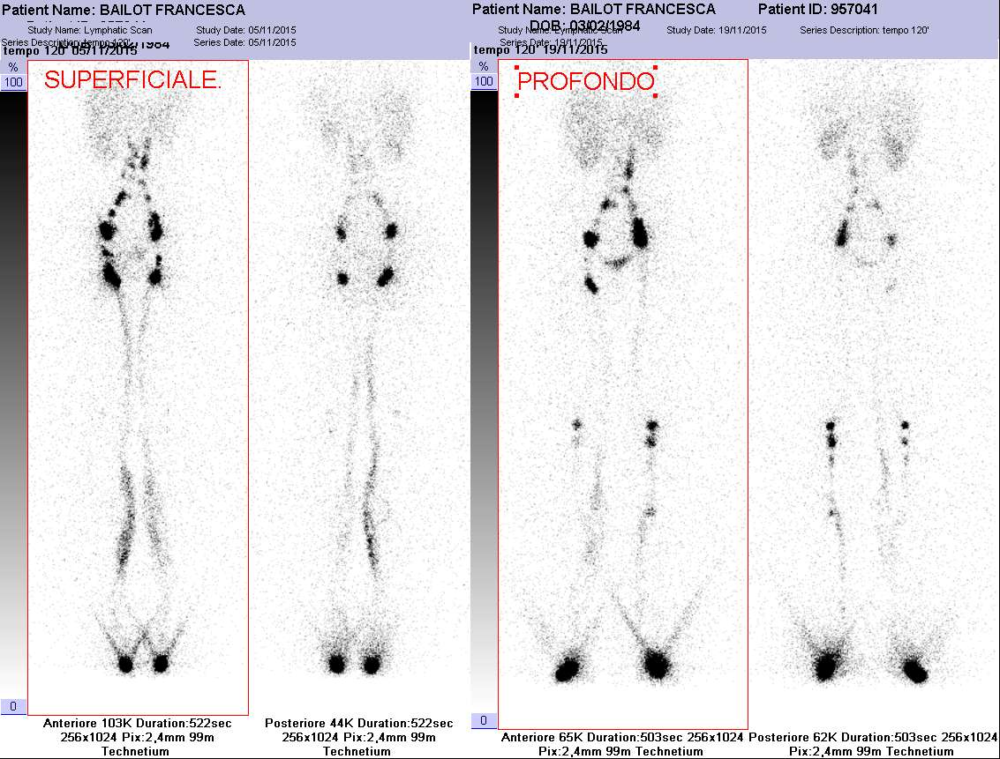 Patient Name: BAILOT FRANCESCA
Study Name: Lymphatic Scan Study Date: 05/11/2015
Series Description: tempo 120' Series Date: 05/11/2015
tempo 120' 05/11/2015
%
100
SUPERFICIALE.
0
Anteriore 103K Duration:522sec
256x1024 Pix:2,4mm 99m
Technetium
Posteriore 44K Duration:522sec
256x1024 Pix:2,4mm 99m
Technetium
Patient Name: BAILOT FRANCESCA Patient ID: 957041
DOB: 03/02/1984
Study Name: Lymphatic Scan Study Date: 19/11/2015 Series Description: tempo 120'
Series Date: 19/11/2015
tempo 120' 19/11/2015
%
100
PROFONDO
0
Anteriore 65K Duration:503sec 256x1024
Pix:2,4mm 99m Technetium
Posteriore 62K Duration:503sec 256x1024
Pix:2,4mm 99m Technetium